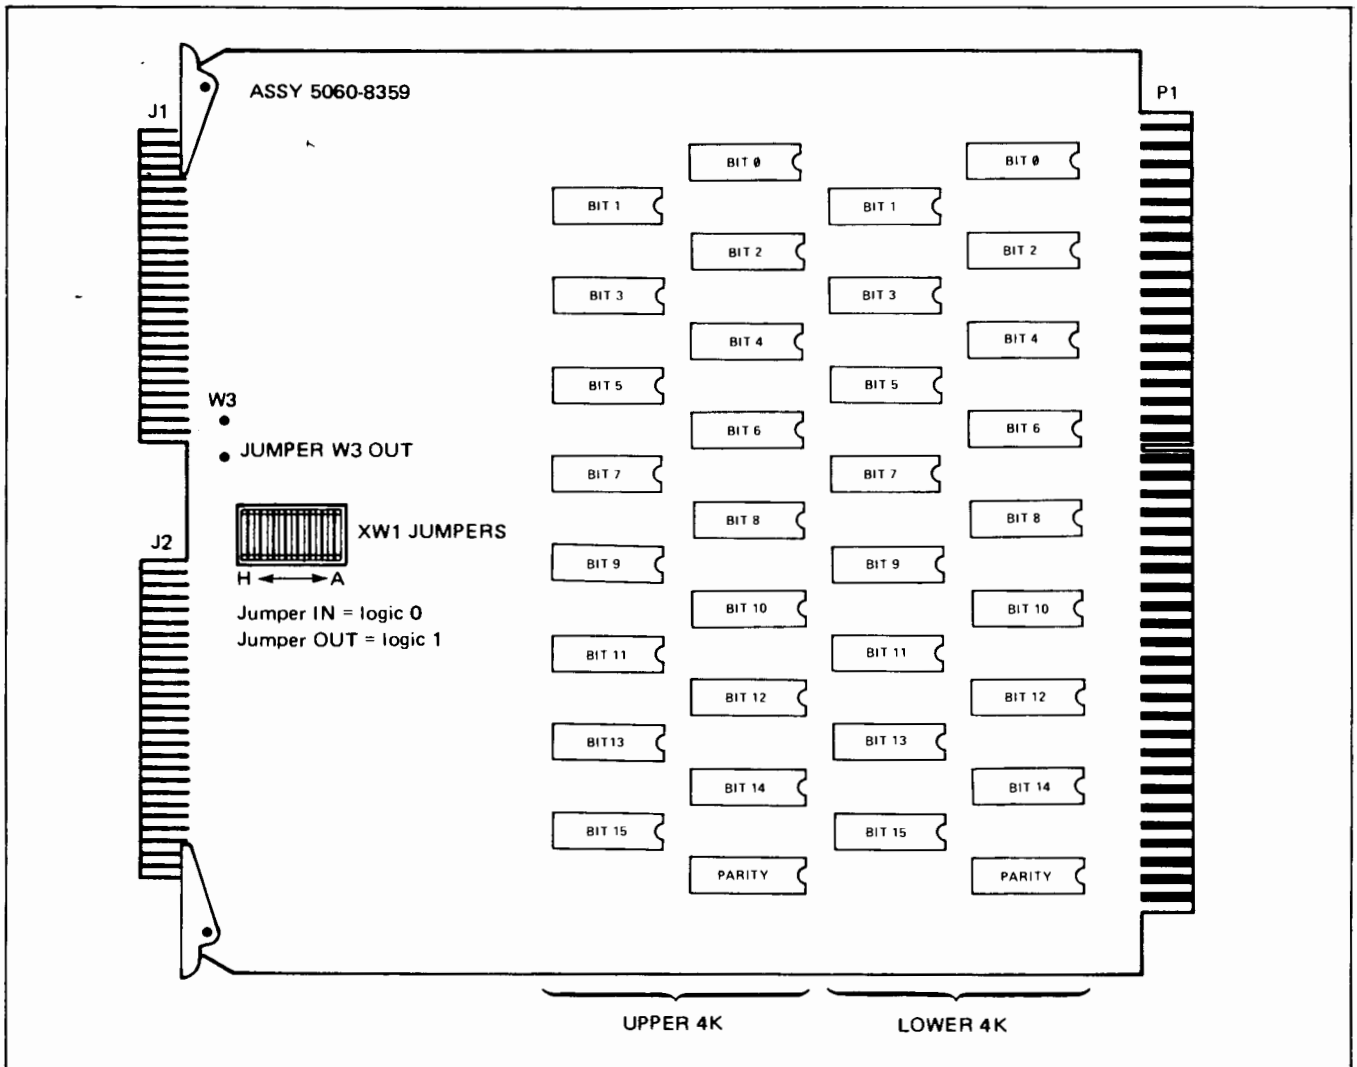 ASSY 5060-8359
J1
P1
BIT 0
BIT 0
BIT 1
BIT 1
BIT 2
BIT 2
BIT 3
BIT 3
BIT 4
BIT 4
BIT 5
BIT 5
W3
BIT 6
BIT 6
JUMPER W3 OUT
BIT 7
BIT 7
BIT 8
BIT 8
XW1 JUMPERS
J2
BIT 9
BIT 9
H A
Jumper IN = logic 0
Jumper OUT = logic 1
BIT 10
BIT 10
BIT 11
BIT 11
BIT 12
BIT 12
BIT13
BIT 13
BIT 14
BIT 14
BIT 15
BIT 15
PARITY
PARITY
UPPER 4K
LOWER 4K